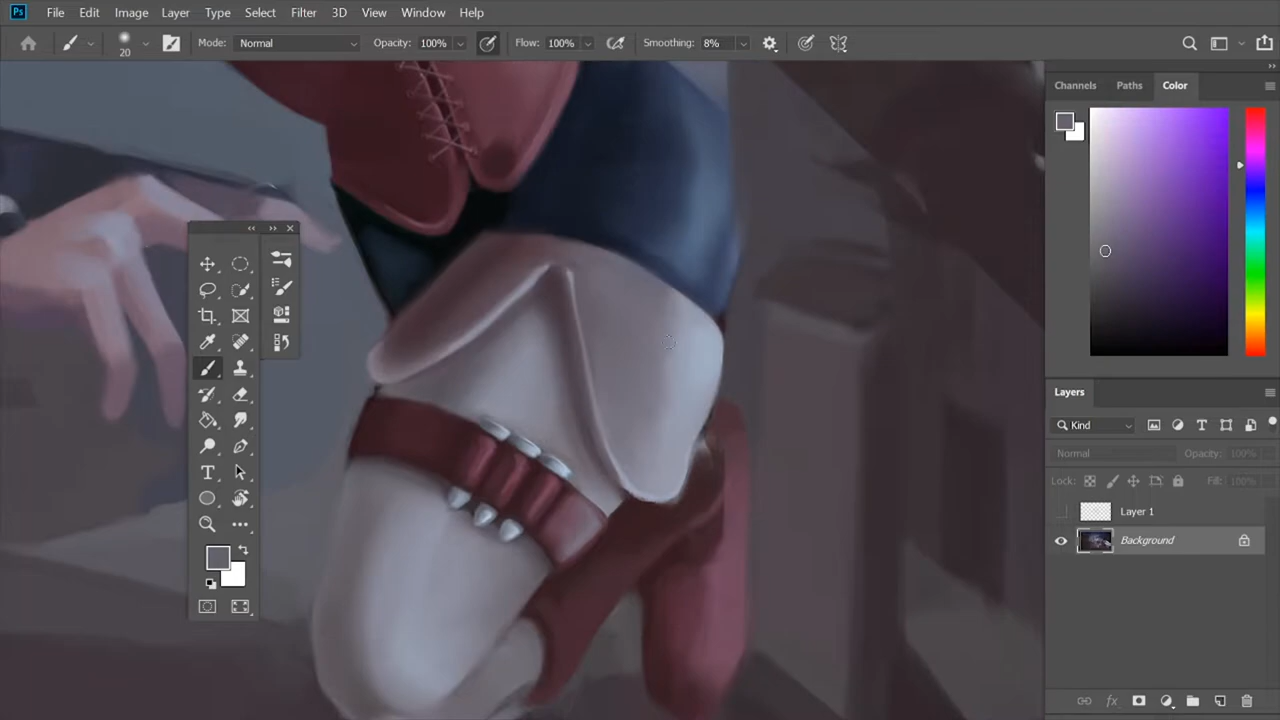 Ps File Edit Image Layer Type Select Filter 3D View Window Help
20 Mode: Normal Opacity: 100% Flow: 100% Smoothing: 8%
Channels Paths Color
Layers
Kind
Normal Opacity: 100%
Lock: Fill: 100%
Layer 1
Background